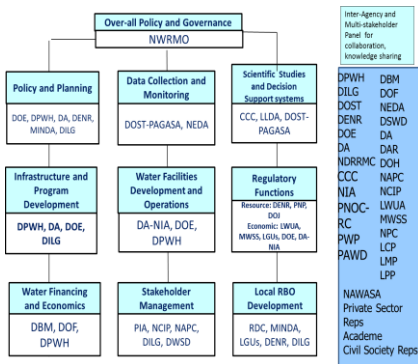 Over-all Policy and Governance
NWRMO
Policy and Planning
DOE, DPWH, DA, DENR,
MINDA, DILG
Data Collection and
Monitoring
DOST-PAGASA, NEDA
Scientific Studies
and Decision
Support systems
CCC, LLDA, DOST-
PAGASA
Infrastructure and
Program
Development
DPWH, DA, DOE,
DILG
Water Facilities
Development and
Operations
DA-NIA, DOE,
DPWH
Regulatory
Functions
Resource: DENR, PNP,
DOJ
Economic: LWUA,
MWSS, LGUs, DOE, DA-
NIA
Water Financing
and Economics
DBM, DOF,
DPWH
Stakeholder
Management
PIA, NCIP, NAPC,
DILG, DWSD
Local RBO
Development
RDC, MINDA,
LGUs, DENR, DILG
Inter-Agency and
Multi-stakeholder
Panel for
collaboration,
knowledge sharing
DPWH
DILG
DOST
DENR
DOE
DA
NDRRMC
CCC
NIA
PNOC-
RC
PWP
PAWD
DBM
DOF
NEDA
DSWD
DA
DAR
DOH
NAPC
NCIP
LWUA
MWSS
NPC
LCP
LMP
LPP
NAWASA
Private Sector
Reps
Academe
Civil Society Reps